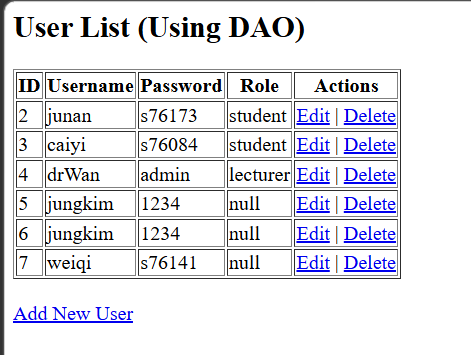 User List (Using DAO)
ID Username Password Role Actions
2 junan s76173 student Edit | Delete
3 caiyi s76084 student Edit | Delete
4 drWan admin lecturer Edit | Delete
5 jungkim 1234 null Edit | Delete
6 jungkim 1234 null Edit | Delete
7 weiqi s76141 null Edit | Delete
Add New User